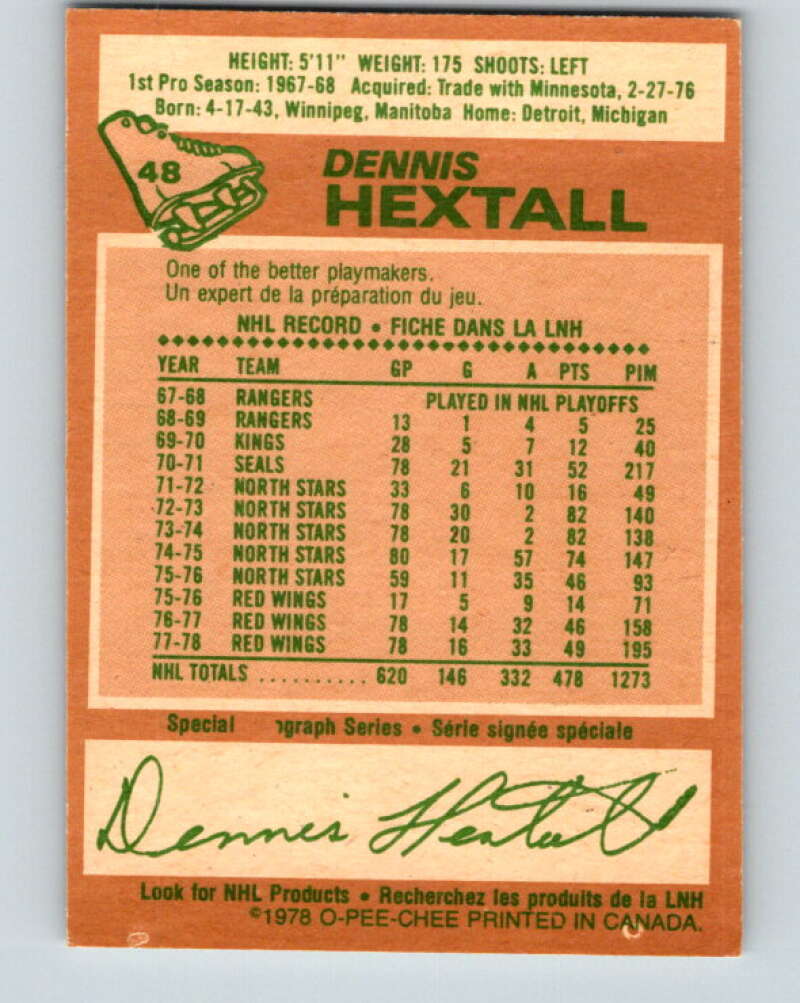 HEIGHT: 5'11" WEIGHT: 175 SHOOTS: LEFT
1st Pro Season: 1967-68 Acquired: Trade with Minnesota, 2-27-76
Born: 4-17-43, Winnipeg, Manitoba Home: Detroit, Michigan
48
DENNIS
HEXTALL
One of the better playmakers.
Un expert de la préparation du jeu.
NHL RECORD • FICHE DANS LA LNH
YEAR TEAM GP G A PTS PIM
67-68 RANGERS PLAYED IN NHL PLAYOFFS
68-69 RANGERS 13 1 4 5 25
69-70 KINGS 28 5 7 12 40
70-71 SEALS 78 21 31 52 217
71-72 NORTH STARS 33 6 10 16 49
72-73 NORTH STARS 78 30 2 82 140
73-74 NORTH STARS 78 20 2 82 138
74-75 NORTH STARS 80 17 57 74 147
75-76 NORTH STARS 59 11 35 46 93
75-76 RED WINGS 17 5 9 14 71
76-77 RED WINGS 78 14 32 46 158
77-78 RED WINGS 78 16 33 49 195
NHL TOTALS .......... 620 146 332 478 1273
Special ograph Series • Série signée spéciale
Dennis Hextall
Look for NHL Products • Recherchez les produits de la LNH
©1978 O-PEE-CHEE PRINTED IN CANADA.